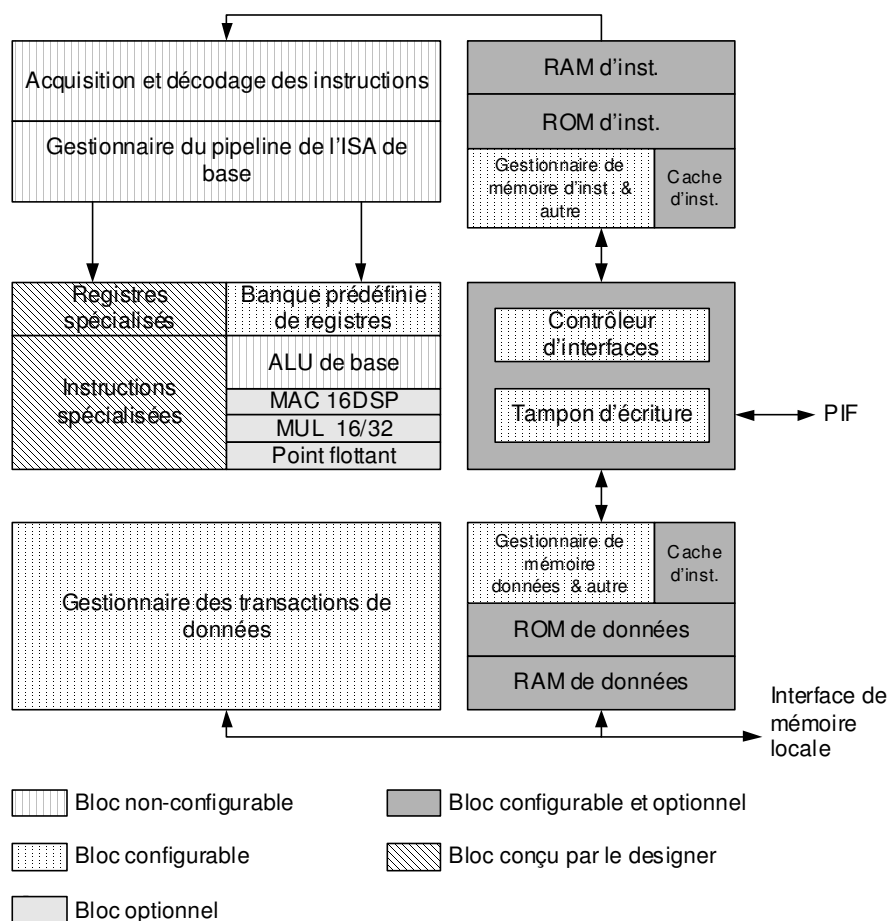 Acquisition et décodage des instructions
Gestionnaire du pipeline de l'ISA de
base
RAM d'inst.
ROM d'inst.
Gestionnaire de
mémoire d'inst. &
autre
Cache
d'inst.
Registres
spécialisés
Banque prédéfinie
de registres
Instructions
spécialisées
ALU de base
MAC 16DSP
MUL 16/32
Point flottant
Contrôleur
d'interfaces
Tampon d'écriture
PIF
Gestionnaire des transactions de
données
Gestionnaire de
mémoire
données & autre
Cache
d'inst.
ROM de données
RAM de données
Interface de
mémoire
locale
Bloc non-configurable
Bloc configurable et optionnel
Bloc configurable
Bloc conçu par le designer
Bloc optionnel